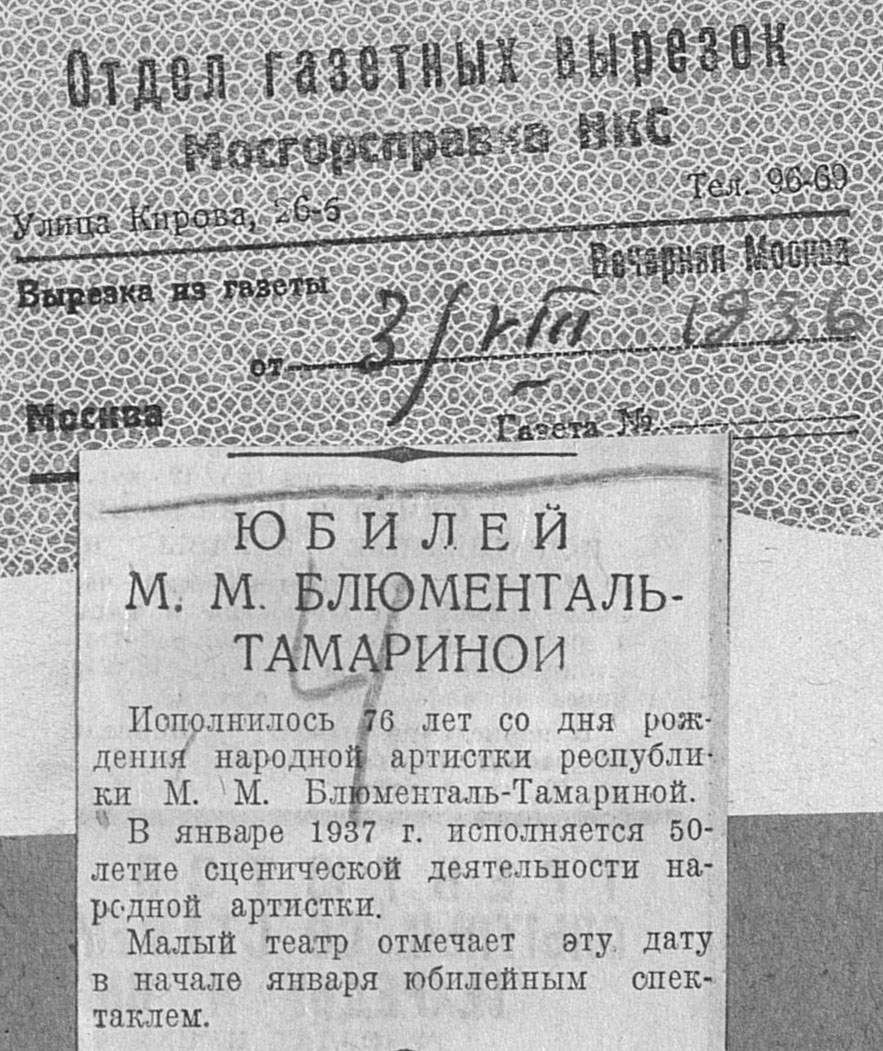 Отдел газетных вырезок
Мосгорсправка НКС
Улица Кирова, 26-б Тел. 96-69
Вырезка из газеты Вечерняя Москва
от 3/VIII 1936
Москва Газета №
ЮБИЛЕЙ
М. М. БЛЮМЕНТАЛЬ-
ТАМАРИНОЙ
Исполнилось 76 лет со дня рож-
дения народной артистки республи-
ки М. М. Блюменталь-Тамариной.
В январе 1937 г. исполняется 50-
летие сценической деятельности на-
родной артистки.
Малый театр отмечает эту дату
в начале января юбилейным спек-
таклем.